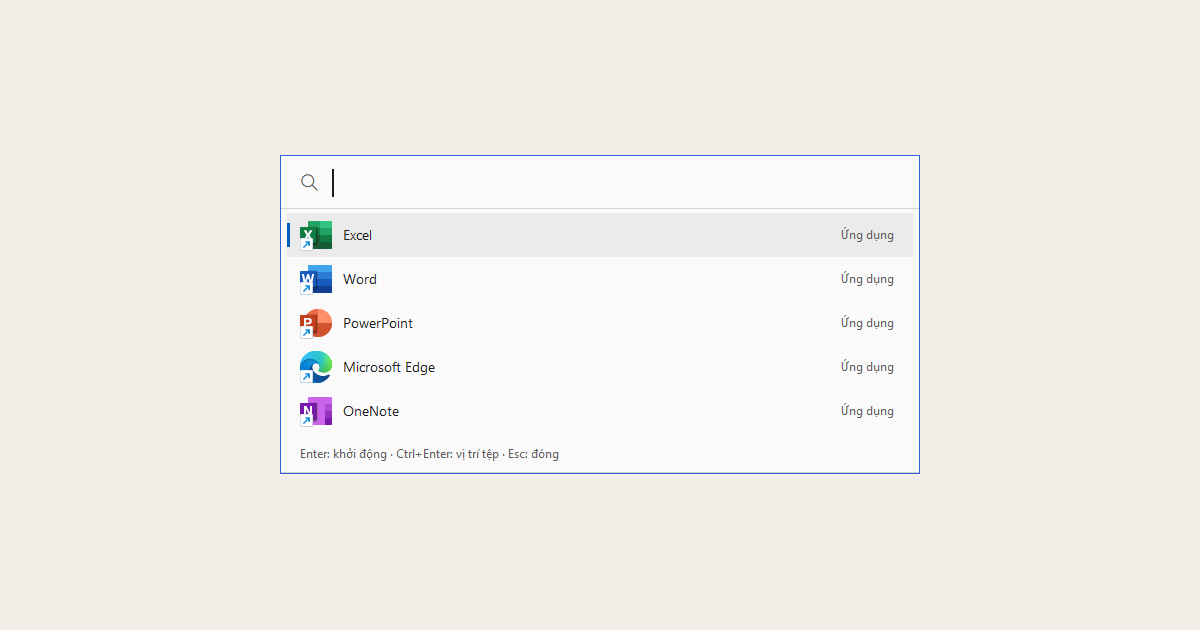 Excel Ứng dụng
Word Ứng dụng
PowerPoint Ứng dụng
Microsoft Edge Ứng dụng
OneNote Ứng dụng
Enter: khởi động · Ctrl+Enter: vị trí tệp · Esc: đóng